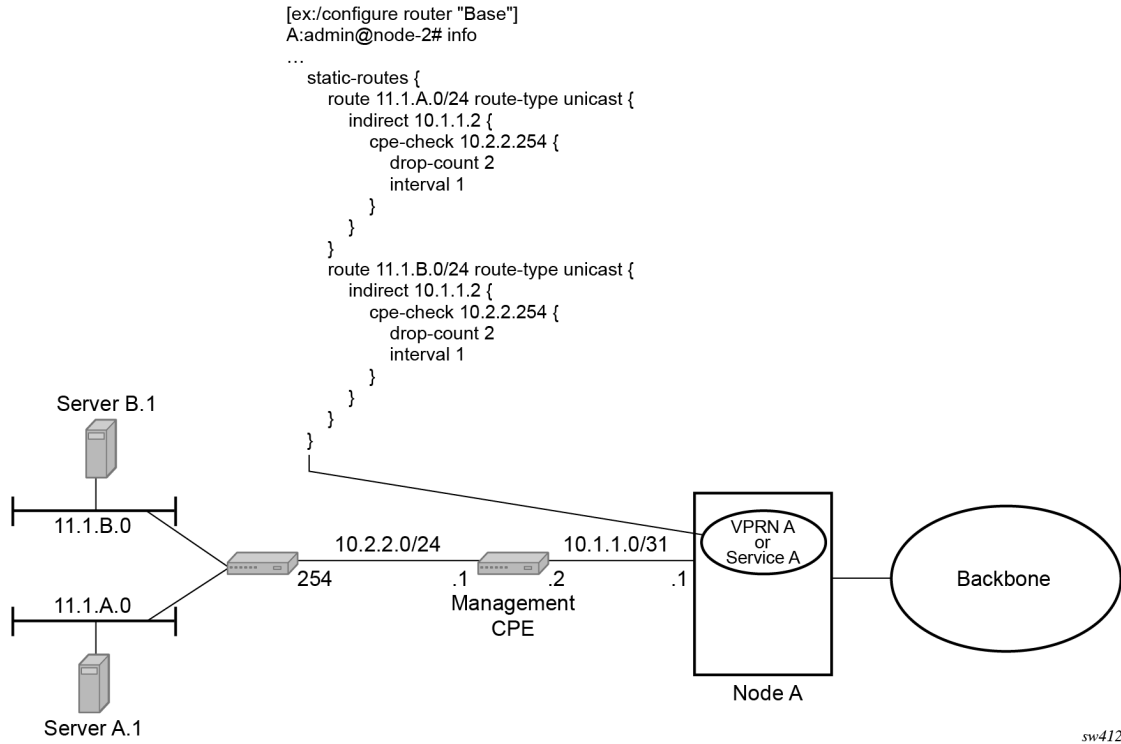 [ex:/configure router "Base"]
A:admin@node-2# info
…
static-routes {
route 11.1.A.0/24 route-type unicast {
indirect 10.1.1.2 {
cpe-check 10.2.2.254 {
drop-count 2
interval 1
}
}
}
route 11.1.B.0/24 route-type unicast {
indirect 10.1.1.2 {
cpe-check 10.2.2.254 {
drop-count 2
interval 1
}
}
}
}
Server B.1
11.1.B.0
11.1.A.0
Server A.1
254
10.2.2.0/24
.1
Management
CPE
.2
10.1.1.0/31
.1
VPRN A
or
Service A
Node A
Backbone
sw412